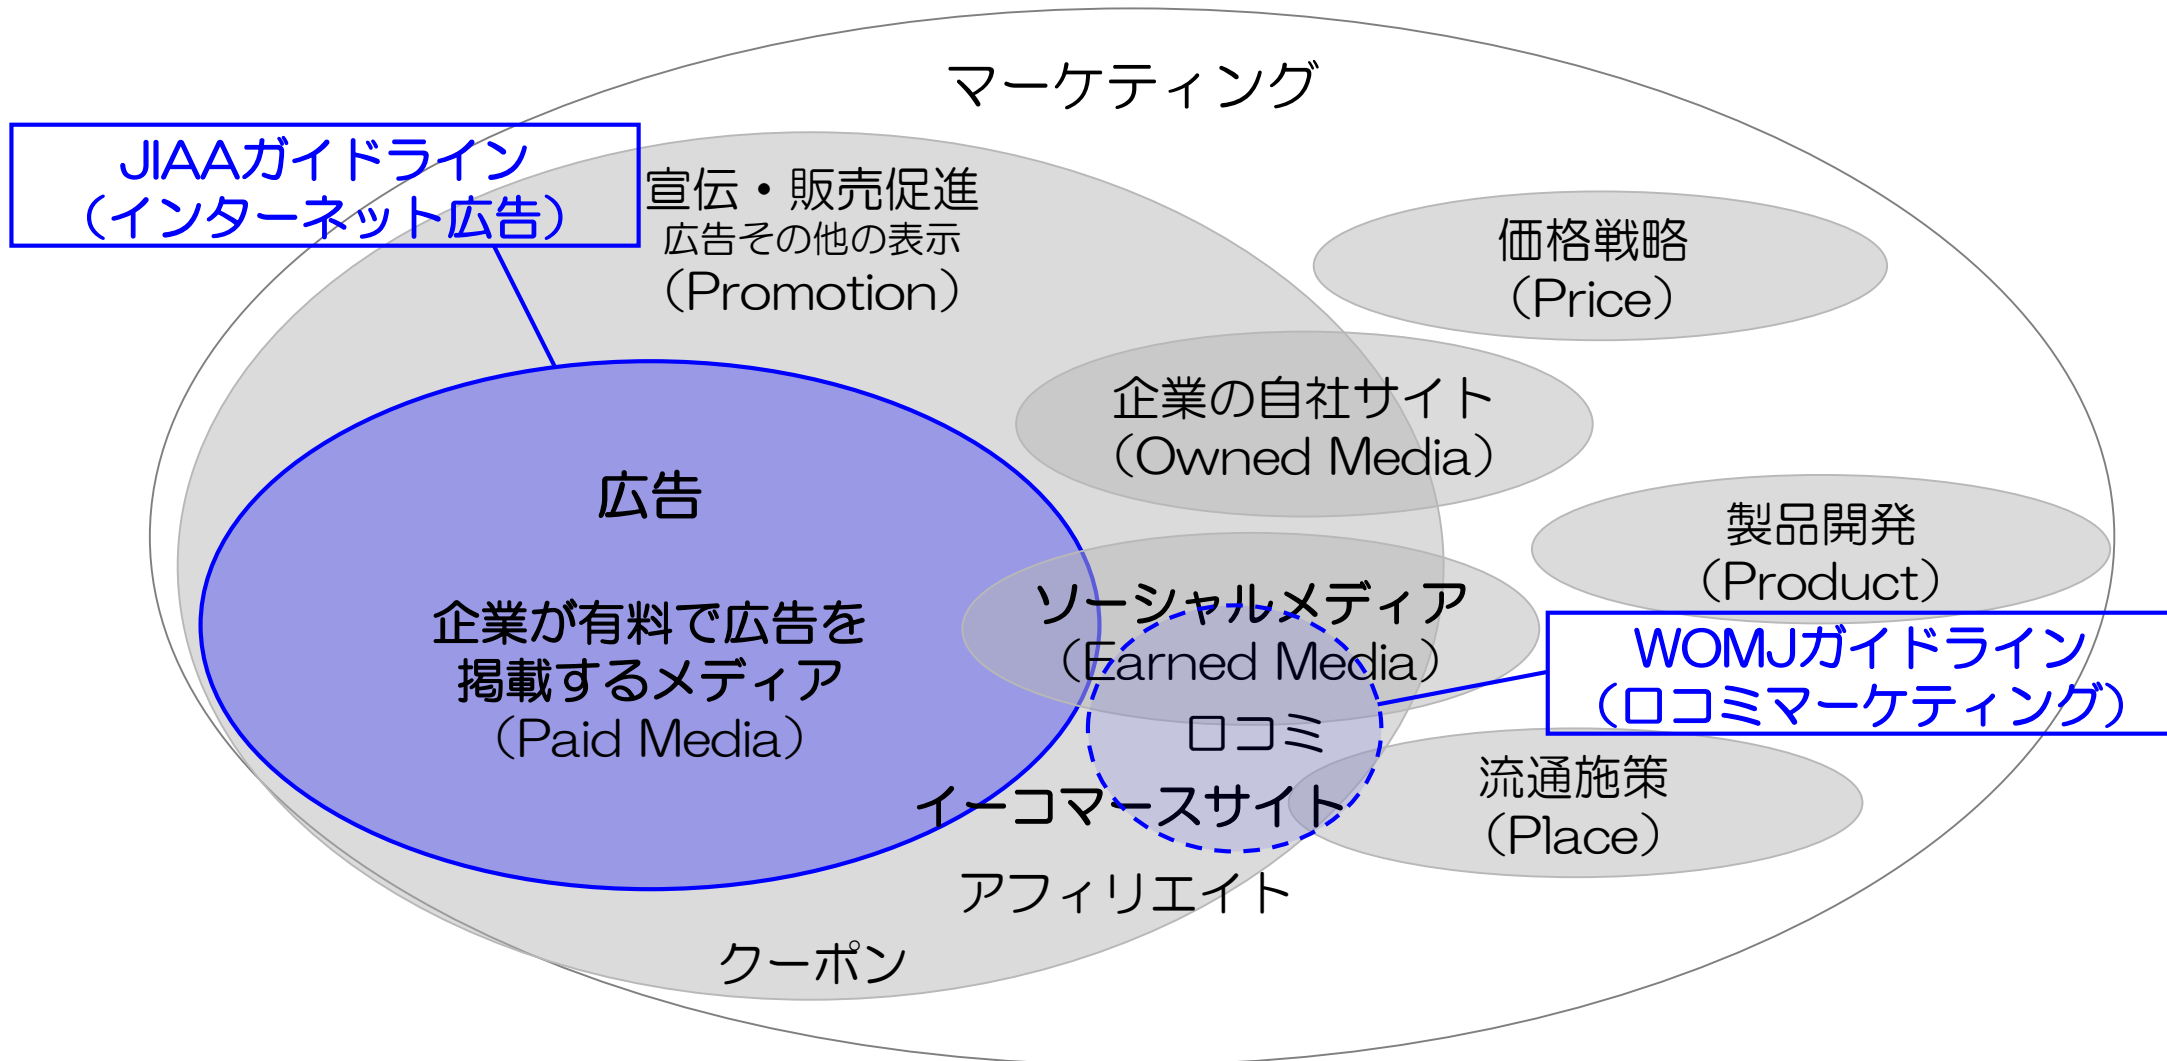 マーケティング
JIAAガイドライン
（インターネット広告）
宣伝・販売促進
広告その他の表示
（Promotion）
価格戦略
（Price）
企業の自社サイト
（Owned Media）
広告
企業が有料で広告を
掲載するメディア
（Paid Media）
製品開発
（Product）
ソーシャルメディア
（Earned Media）
WOMJガイドライン
（口コミマーケティング）
口コミ
流通施策
（Place）
イーコマースサイト
アフィリエイト
クーポン